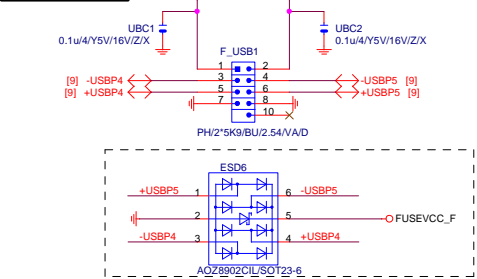 UBC1
0.1u/4/Y5V/16V/Z/X
UBC2
0.1u/4/Y5V/16V/Z/X
F_USB1
1 2
[9] -USBP4 3 4 -USBP5 [9]
[9] +USBP4 5 6 +USBP5 [9]
7 8
10
PH/2*5K9/BU/2.54/VA/D
ESD6
+USBP5 1 6 -USBP5
2 5 FUSEVCC_F
-USBP4 3 4 +USBP4
AOZ8902CIL/SOT23-6